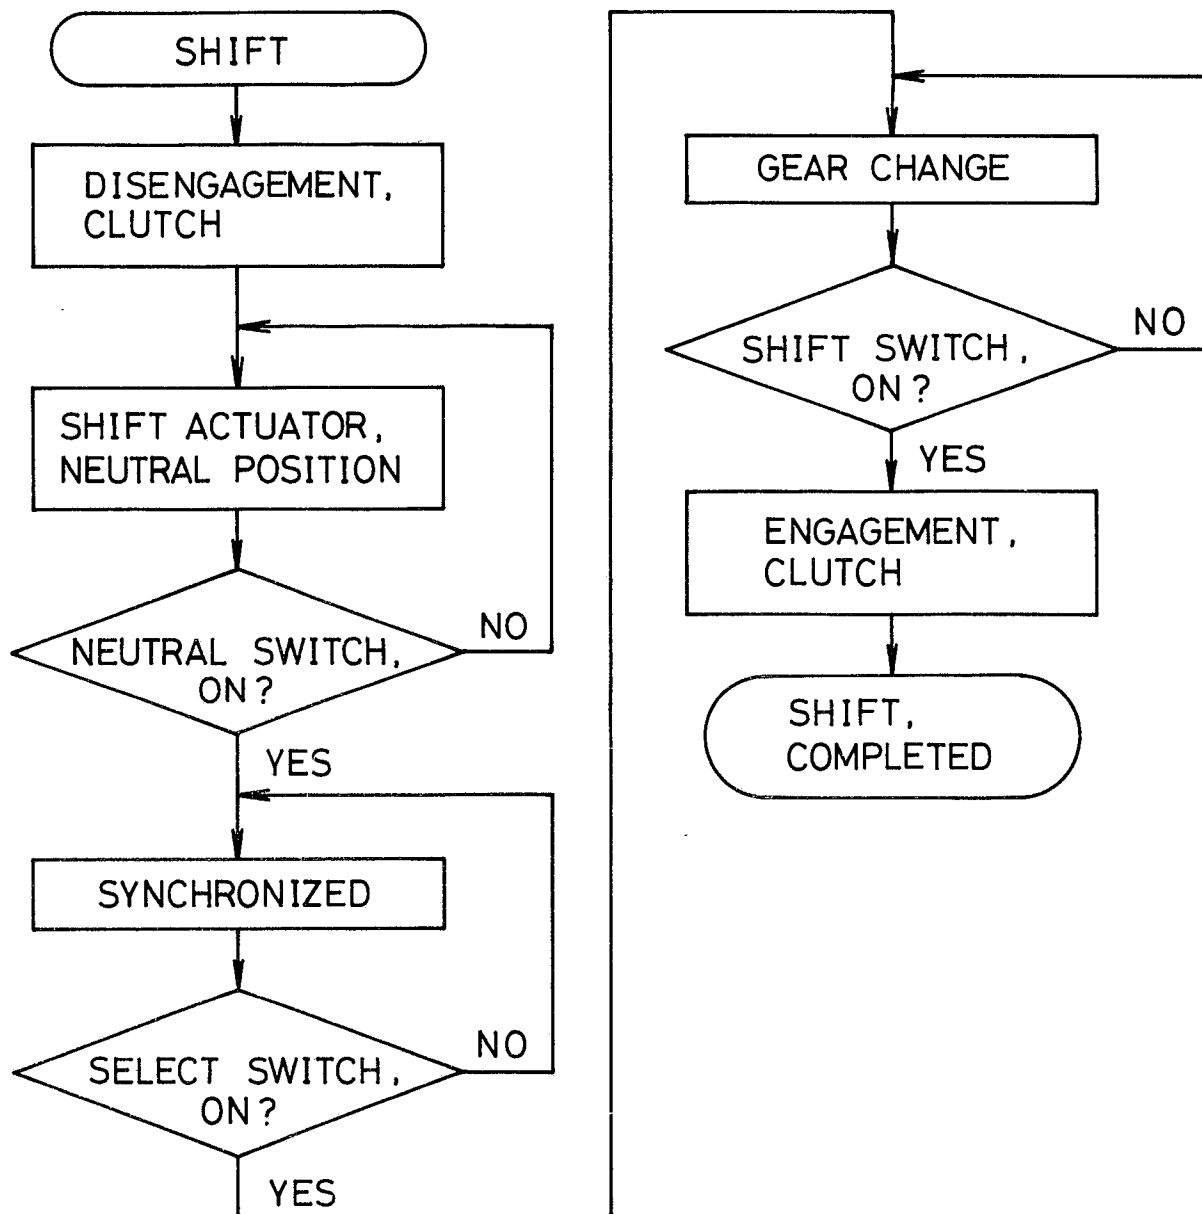 SHIFT
DISENGAGEMENT,
CLUTCH
SHIFT ACTUATOR,
NEUTRAL POSITION
NEUTRAL SWITCH,
ON?
NO
YES
SYNCHRONIZED
SELECT SWITCH,
ON?
NO
YES
GEAR CHANGE
SHIFT SWITCH,
ON?
NO
YES
ENGAGEMENT,
CLUTCH
SHIFT,
COMPLETED